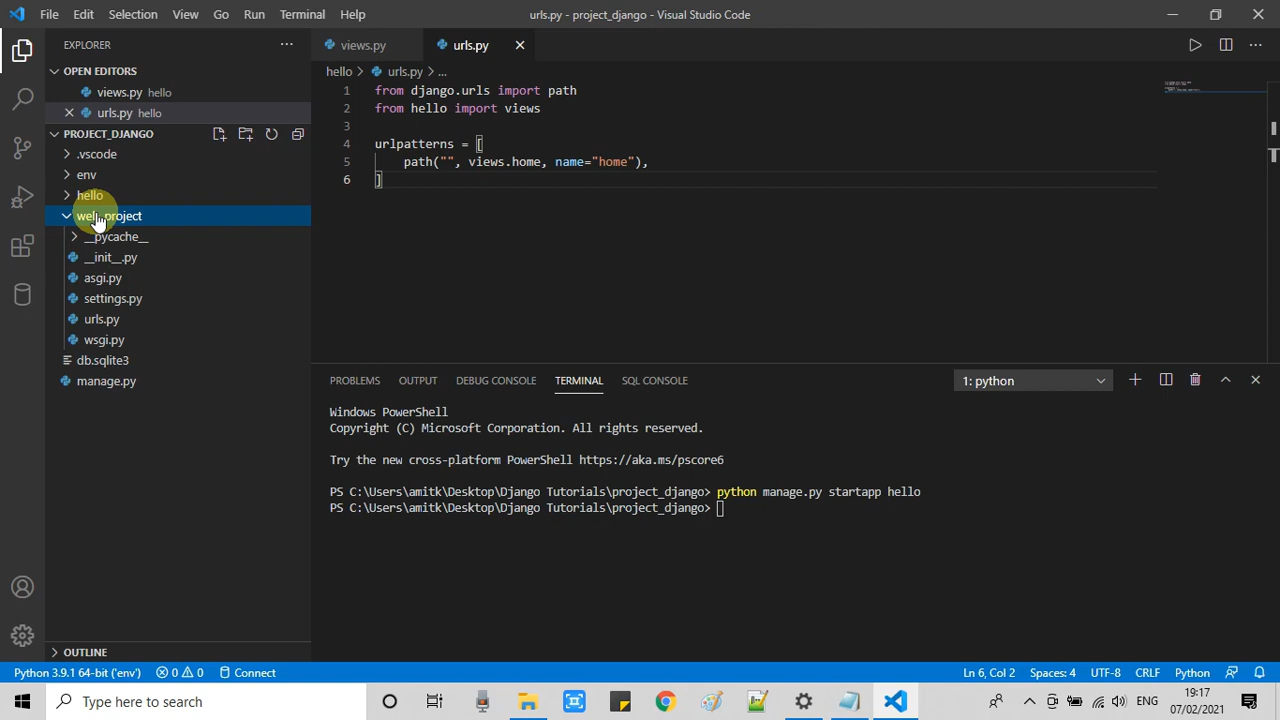 File Edit Selection View Go Run Terminal Help
urls.py - project_django - Visual Studio Code
EXPLORER
OPEN EDITORS
views.py hello
urls.py hello
PROJECT_DJANGO
.vscode
env
hello
web_project
__pycache__
__init__.py
asgi.py
settings.py
urls.py
wsgi.py
db.sqlite3
manage.py
OUTLINE
views.py
urls.py
hello > urls.py > ...
1 from django.urls import path
2 from hello import views
3
4 urlpatterns = [
5 path("", views.home, name="home"),
6 ]
PROBLEMS OUTPUT DEBUG CONSOLE TERMINAL SQL CONSOLE
1: python
Windows PowerShell
Copyright (C) Microsoft Corporation. All rights reserved.
Try the new cross-platform PowerShell https://aka.ms/pscore6
PS C:\Users\amitk\Desktop\Django Tutorials\project_django> python manage.py startapp hello
PS C:\Users\amitk\Desktop\Django Tutorials\project_django>
Python 3.9.1 64-bit ('env') 0 0 Connect
Ln 6, Col 2 Spaces: 4 UTF-8 CRLF Python
Type here to search
ENG
19:17
07/02/2021